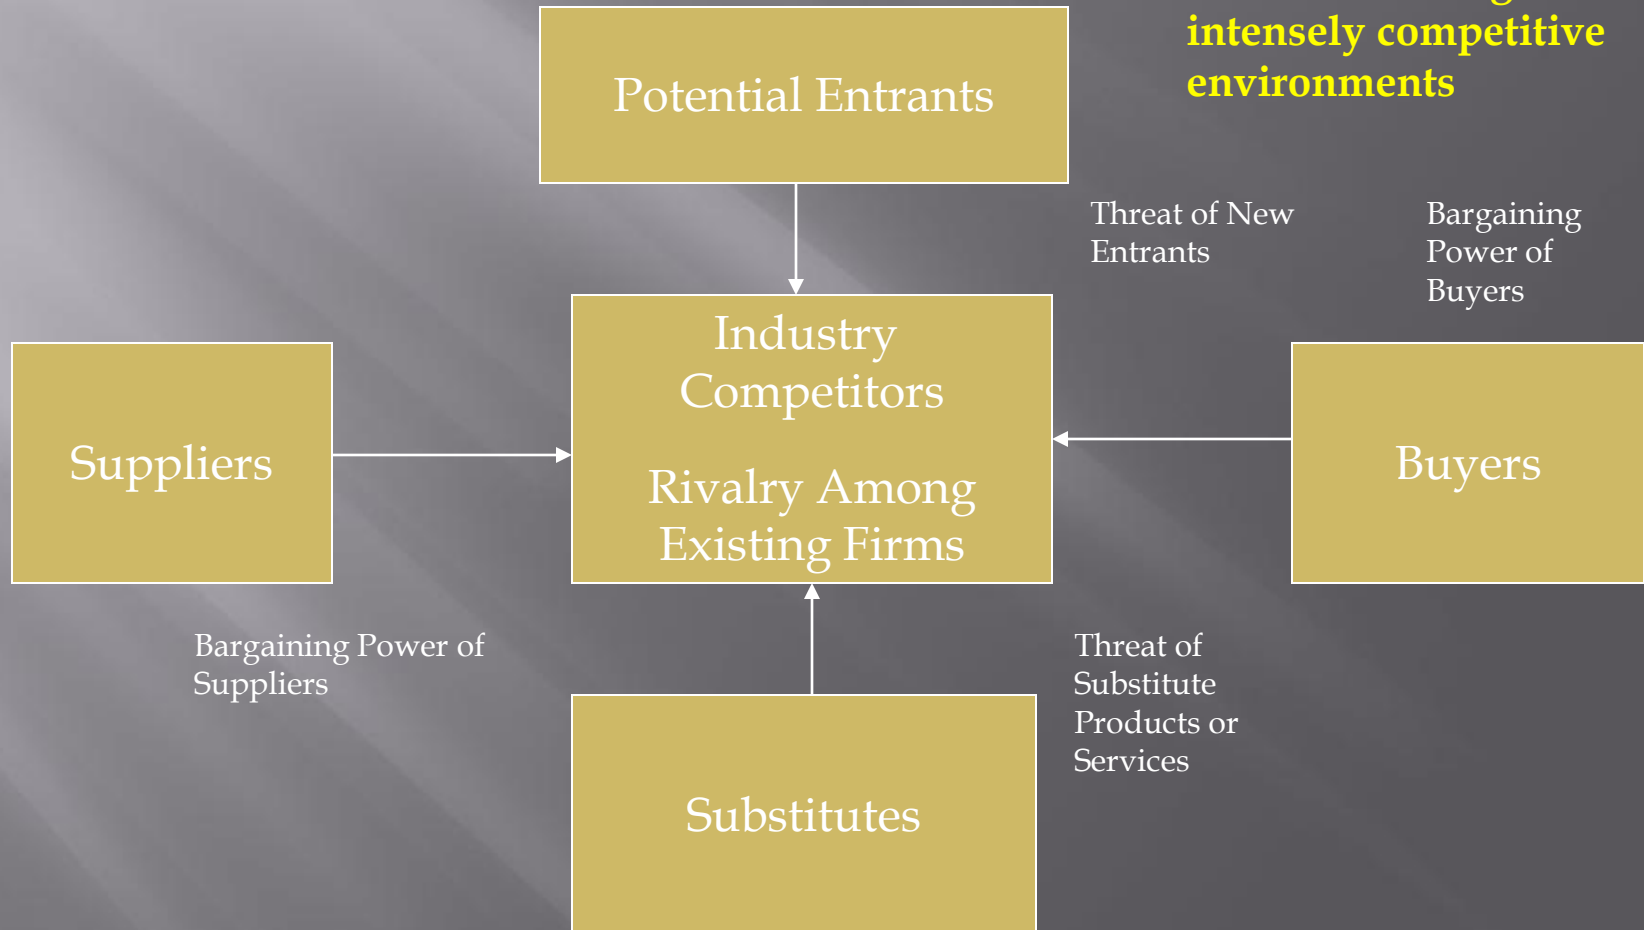 intensely competitive
environments
Potential Entrants
Threat of New
Entrants
Bargaining
Power of
Buyers
Industry
Competitors
Rivalry Among
Existing Firms
Suppliers
Buyers
Bargaining Power of
Suppliers
Threat of
Substitute
Products or
Services
Substitutes